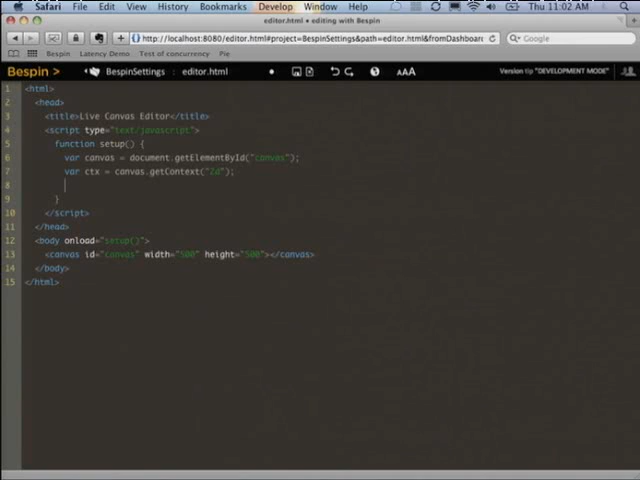 Safari File Edit View History Bookmarks Develop Window Help Thu 11:02 AM
editor.html • editing with Bespin
http://localhost:8080/editor.html#project=BespinSettings&path=editor.html&fromDashboard Google
Bespin Latency Demo Test of concurrency Pie
Bespin > BespinSettings : editor.html AAA Version tip "DEVELOPMENT MODE"
1 <html>
2 <head>
3 <title>Live Canvas Editor</title>
4 <script type="text/javascript">
5 function setup() {
6 var canvas = document.getElementById("canvas");
7 var ctx = canvas.getContext("2d");
8
9 }
10 </script>
11 </head>
12 <body onload="setup()">
13 <canvas id="canvas" width="500" height="500"></canvas>
14 </body>
15 </html>